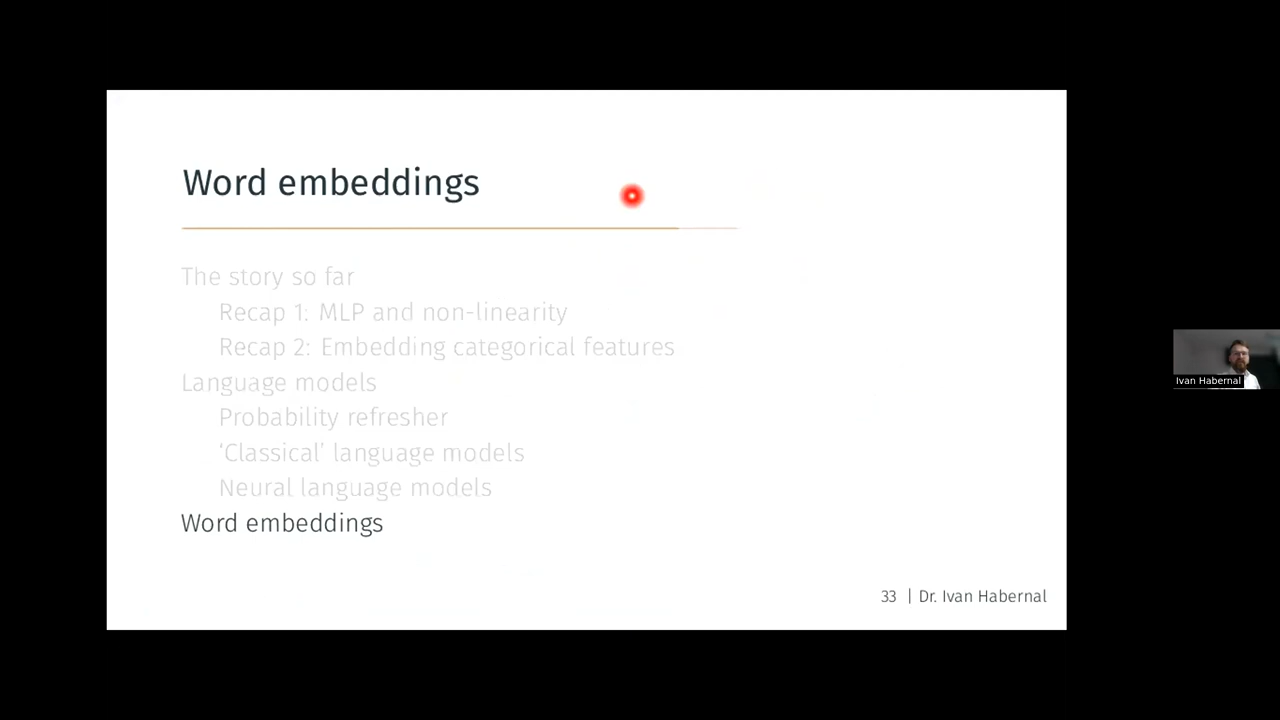 Word embeddings
The story so far
Recap 1: MLP and non-linearity
Recap 2: Embedding categorical features
Language models
Probability refresher
‘Classical’ language models
Neural language models
Word embeddings
33 | Dr. Ivan Habernal
Ivan Habernal